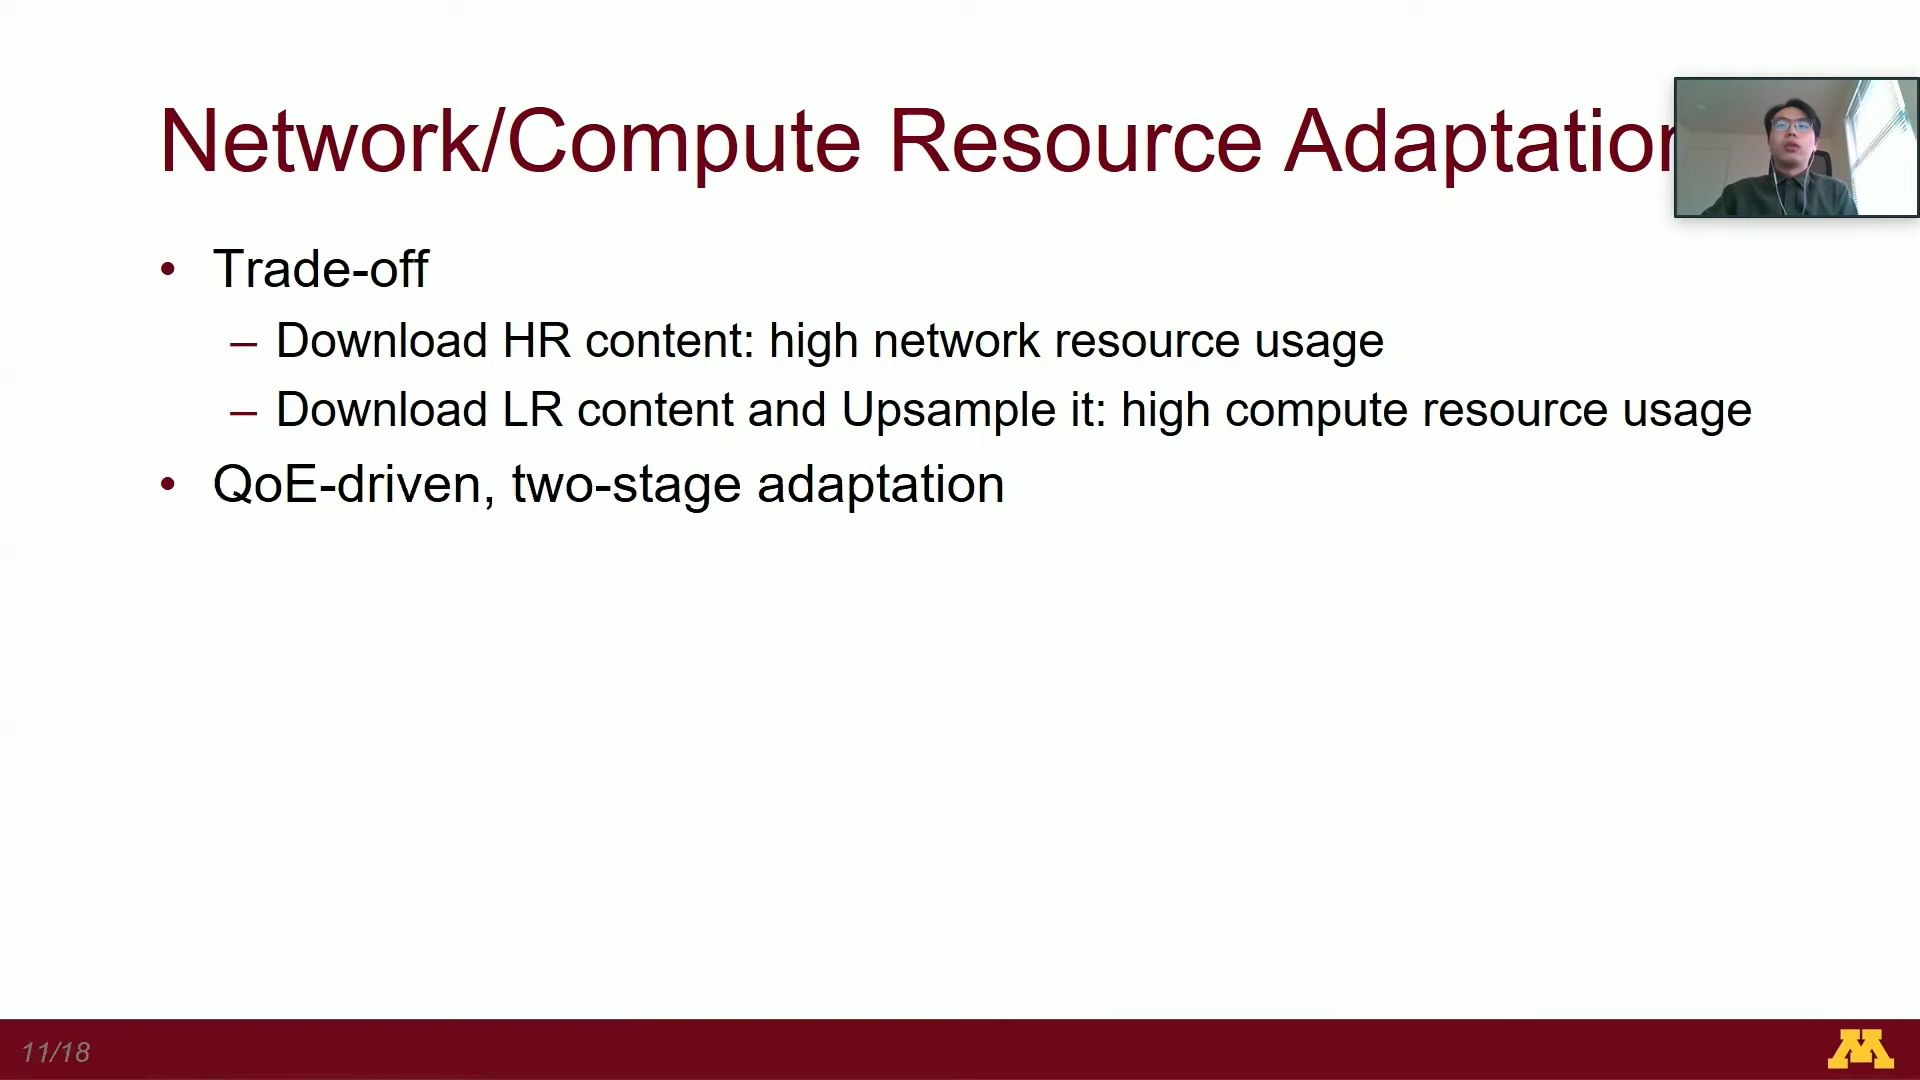 Network/Compute Resource Adaptation
• Trade-off
– Download HR content: high network resource usage
– Download LR content and Upsample it: high compute resource usage
• QoE-driven, two-stage adaptation
11/18
M